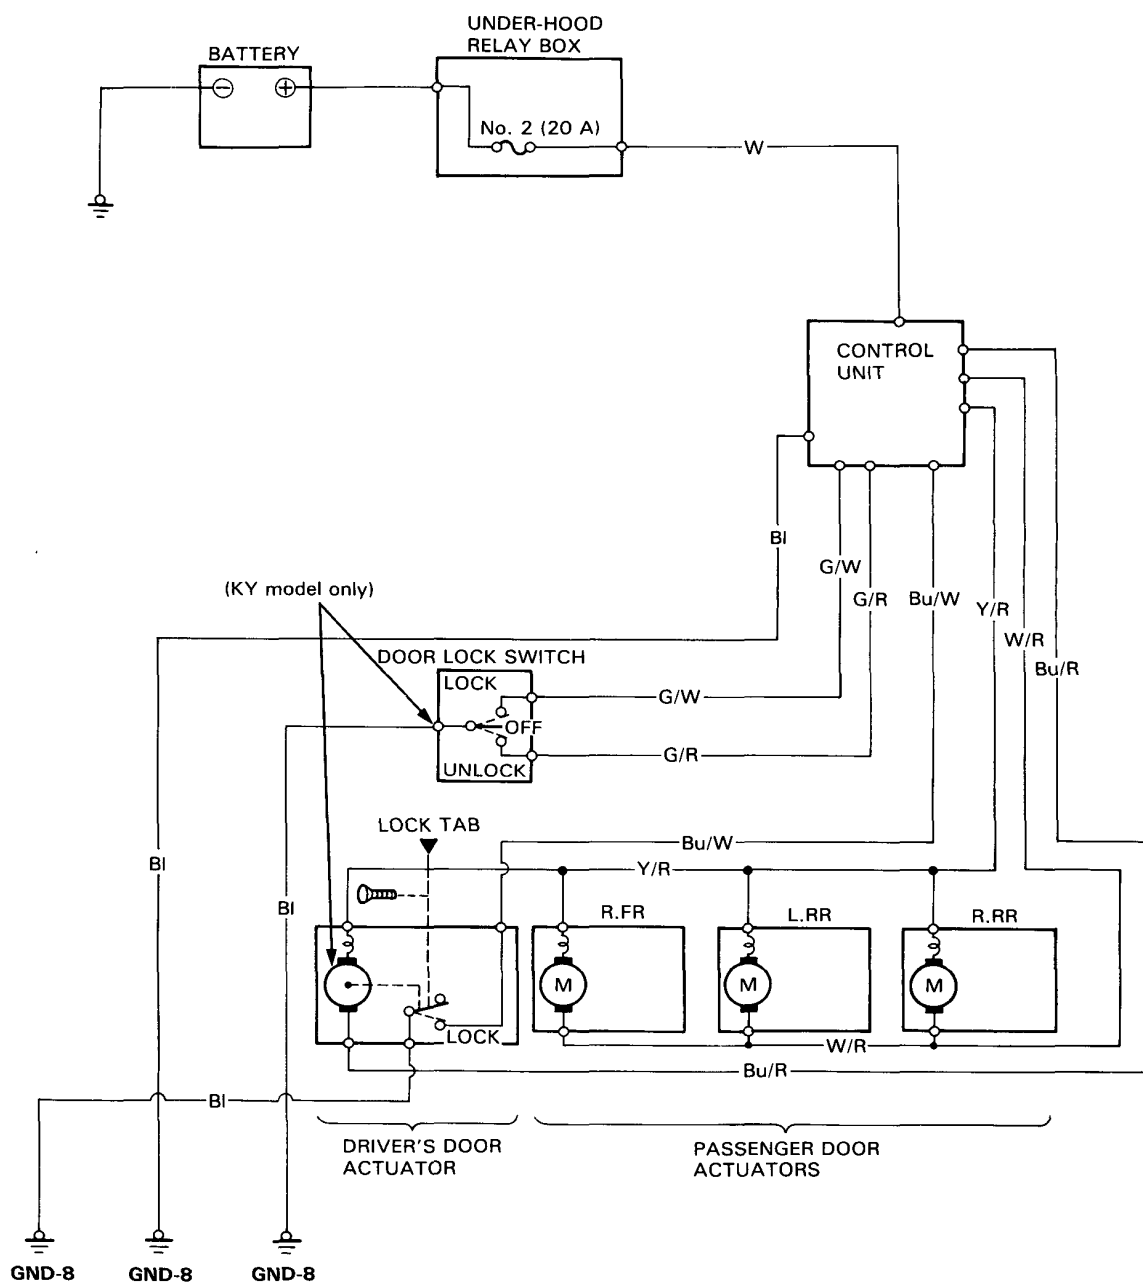 UNDER-HOOD
RELAY BOX
BATTERY
No. 2 (20 A)
W
CONTROL
UNIT
Bl
G/W
G/R
Bu/W
Y/R
W/R
Bu/R
(KY model only)
DOOR LOCK SWITCH
LOCK
G/W
OFF
G/R
UNLOCK
LOCK TAB
Bu/W
Bl
Y/R
Bl
R.FR
L.RR
R.RR
M
M
M
LOCK
W/R
Bu/R
Bl
DRIVER'S DOOR
ACTUATOR
PASSENGER DOOR
ACTUATORS
GND-8
GND-8
GND-8